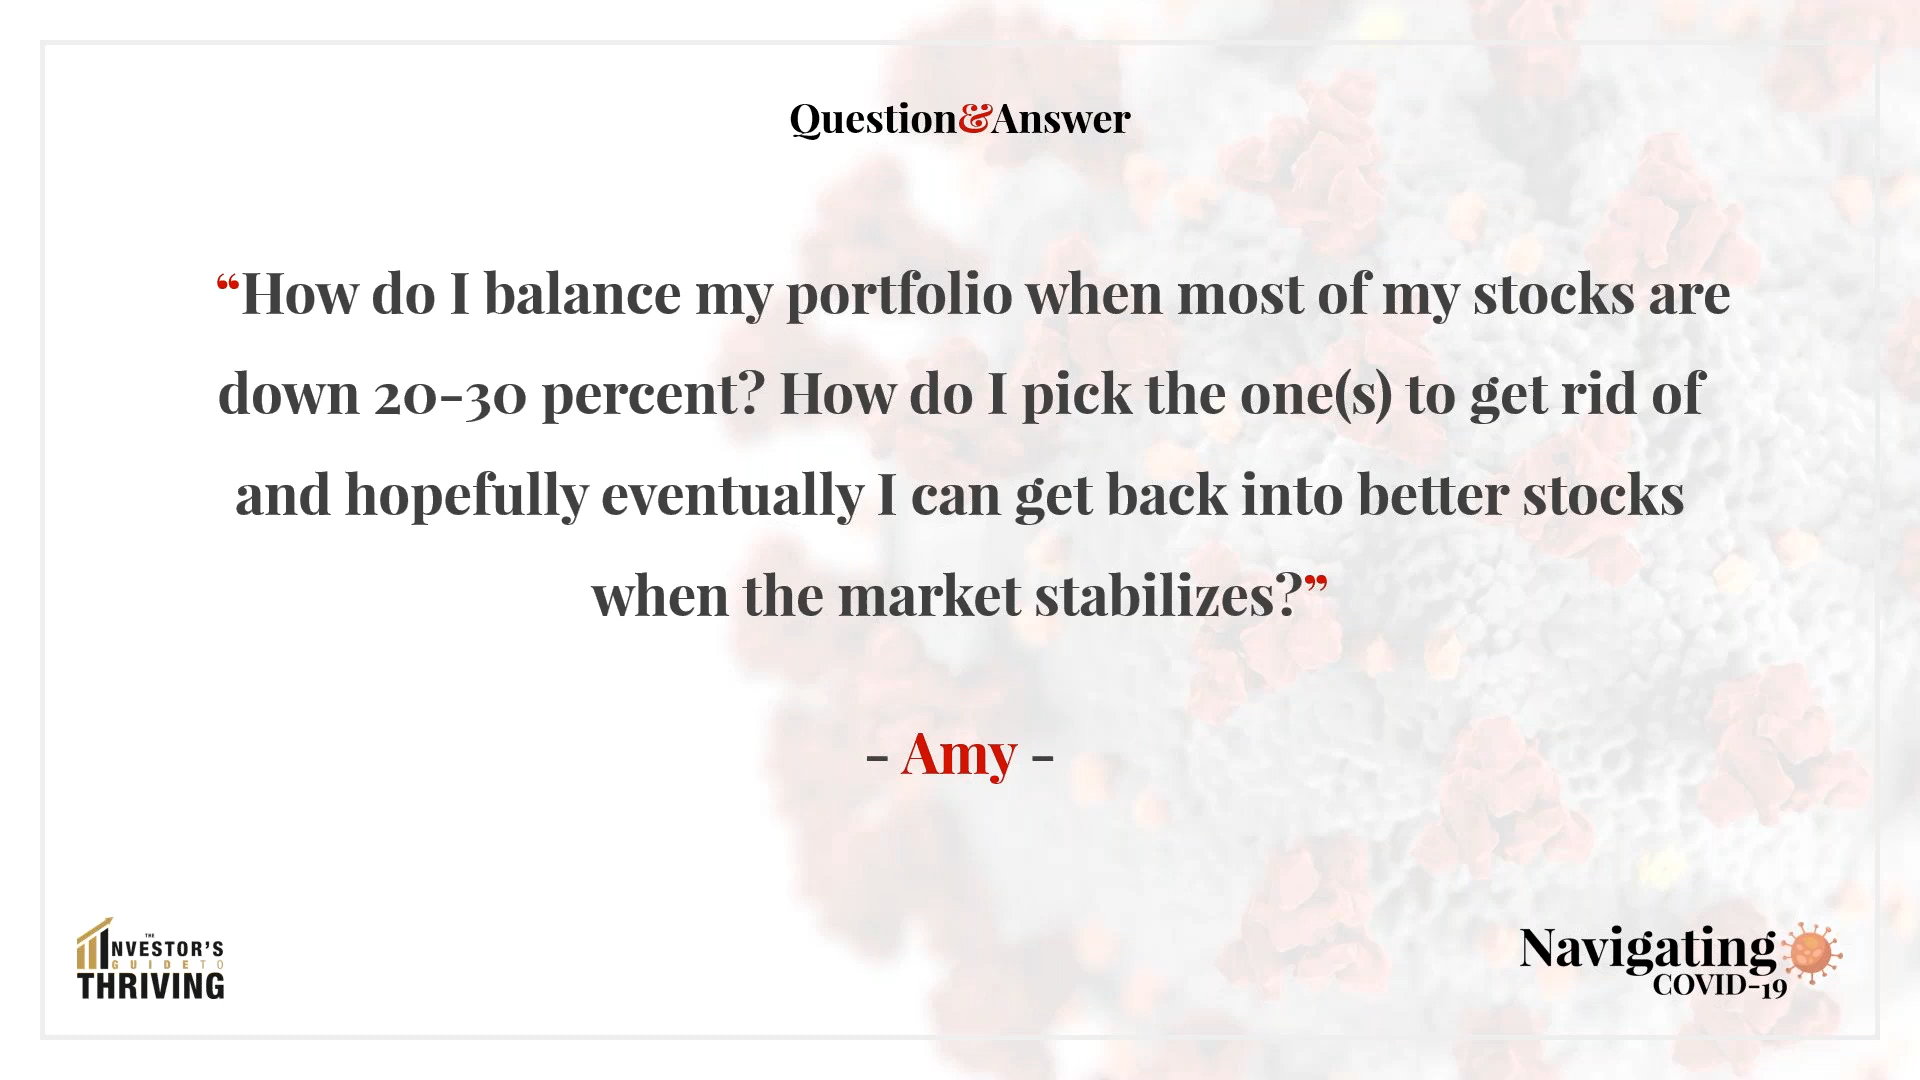 Question&Answer
“How do I balance my portfolio when most of my stocks are
down 20-30 percent? How do I pick the one(s) to get rid of
and hopefully eventually I can get back into better stocks
when the market stabilizes?”
- Amy -
THE
INVESTOR'S
GUIDE TO
THRIVING
Navigating
COVID-19